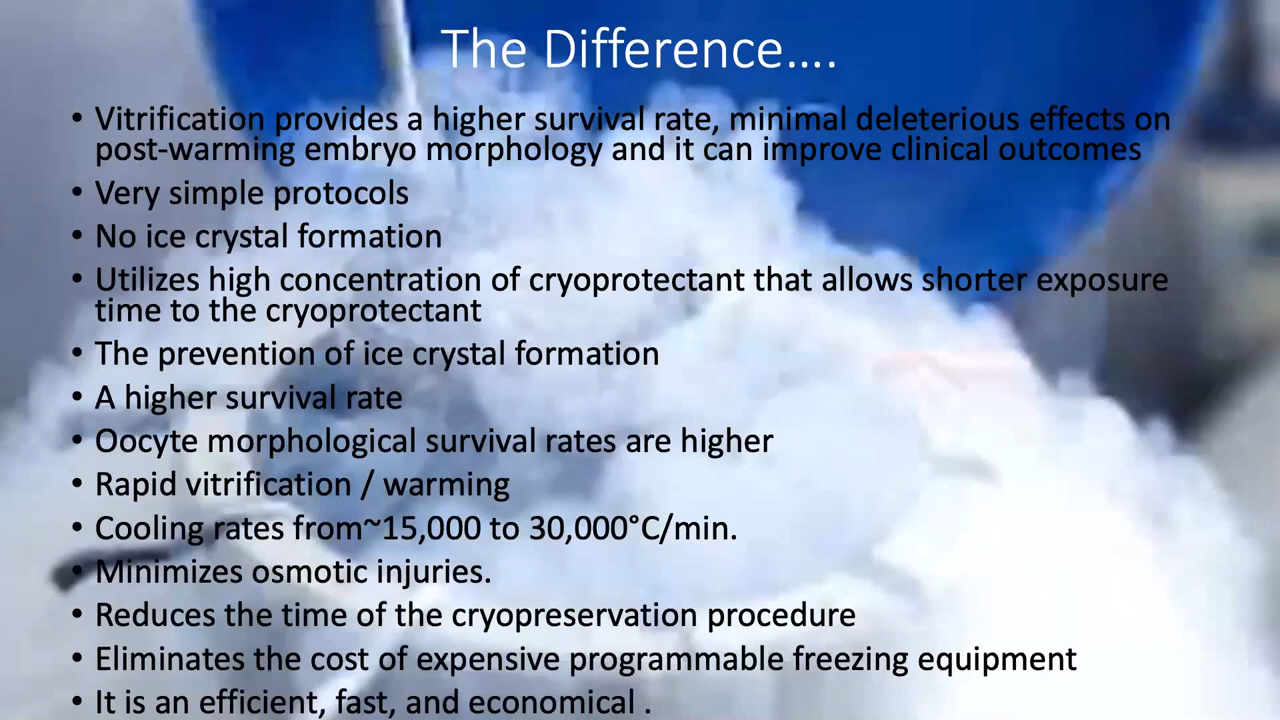 The Difference....
• Vitrification provides a higher survival rate, minimal deleterious effects on
post-warming embryo morphology and it can improve clinical outcomes
• Very simple protocols
• No ice crystal formation
• Utilizes high concentration of cryoprotectant that allows shorter exposure
time to the cryoprotectant
• The prevention of ice crystal formation
• A higher survival rate
• Oocyte morphological survival rates are higher
• Rapid vitrification / warming
• Cooling rates from~15,000 to 30,000°C/min.
• Minimizes osmotic injuries.
• Reduces the time of the cryopreservation procedure
• Eliminates the cost of expensive programmable freezing equipment
• It is an efficient, fast, and economical .